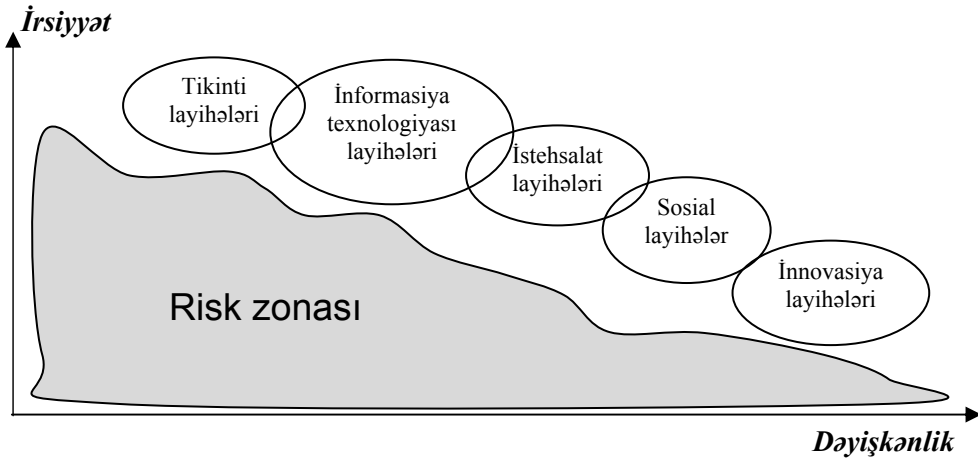 İrsiyyət
Tikinti
layihələri
İnformasiya
texnologiyası
layihələri
İstehsalat
layihələri
Sosial
layihələr
İnnovasiya
layihələri
Risk zonası
Dəyişkənlik